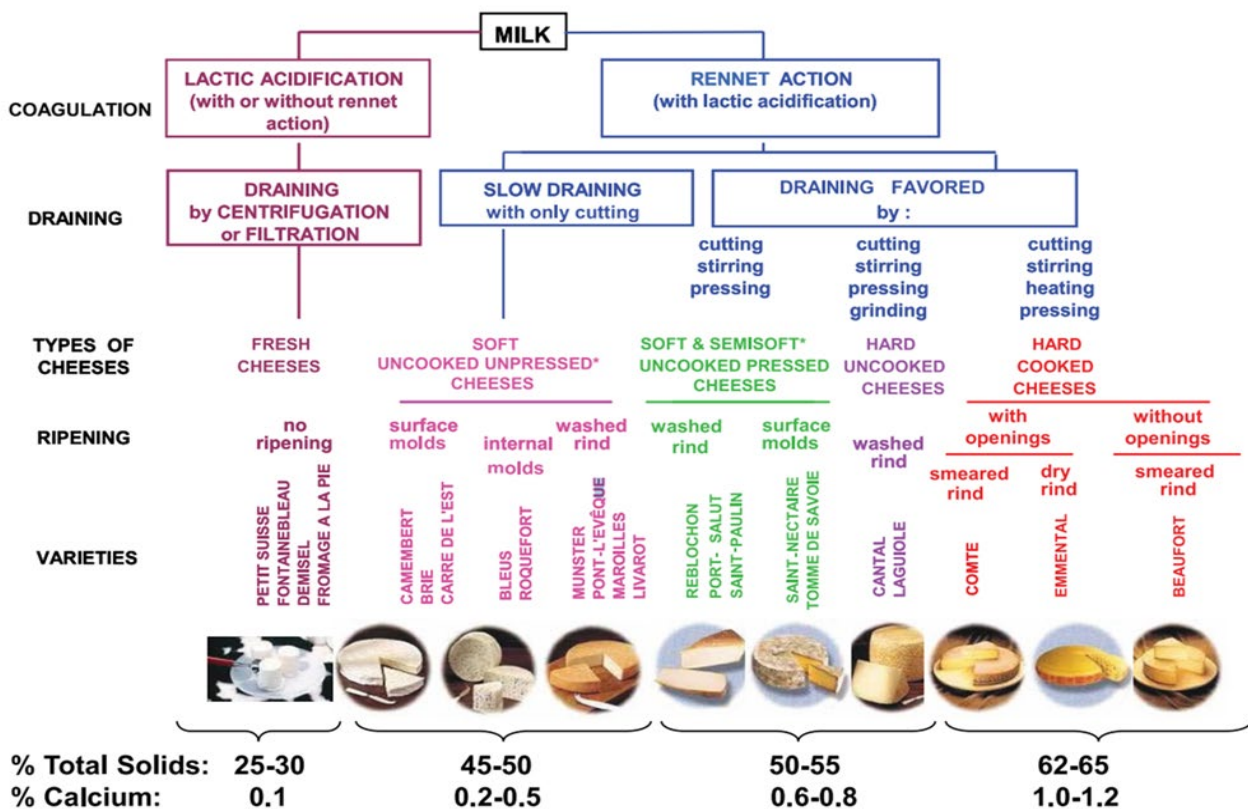 MILK
LACTIC ACIDIFICATION
(with or without rennet
action)
RENNET ACTION
(with lactic acidification)
COAGULATION
DRAINING
by CENTRIFUGATION
or FILTRATION
SLOW DRAINING
with only cutting
DRAINING FAVORED
by :
DRAINING
cutting
stirring
pressing
cutting
stirring
pressing
grinding
cutting
stirring
heating
pressing
TYPES OF
CHEESES
FRESH
CHEESES
SOFT
UNCOOKED UNPRESSED*
CHEESES
SOFT & SEMISOFT*
UNCOOKED PRESSED
CHEESES
HARD
UNCOOKED
CHEESES
HARD
COOKED
CHEESES
RIPENING
no
ripening
surface
molds
internal
molds
washed
rind
washed
rind
surface
molds
washed
rind
with
openings
without
openings
smeared
rind
dry
rind
smeared
rind
VARIETIES
PETIT SUISSE
FONTAINEBLEAU
DEMISEL
FROMAGE A LA PIE
CAMEMBERT
BRIE
CARRE DE L'EST
BLEUS
ROQUEFORT
MUNSTER
PONT-L'EVÊQUE
MAROILLES
LIVAROT
REBLOCHON
PORT- SALUT
SAINT-PAULIN
SAINT-NECTAIRE
TOMME DE SAVOIE
CANTAL
LAGUIOLE
COMTE
EMMENTAL
BEAUFORT
% Total Solids: 25-30 45-50 50-55 62-65
% Calcium: 0.1 0.2-0.5 0.6-0.8 1.0-1.2